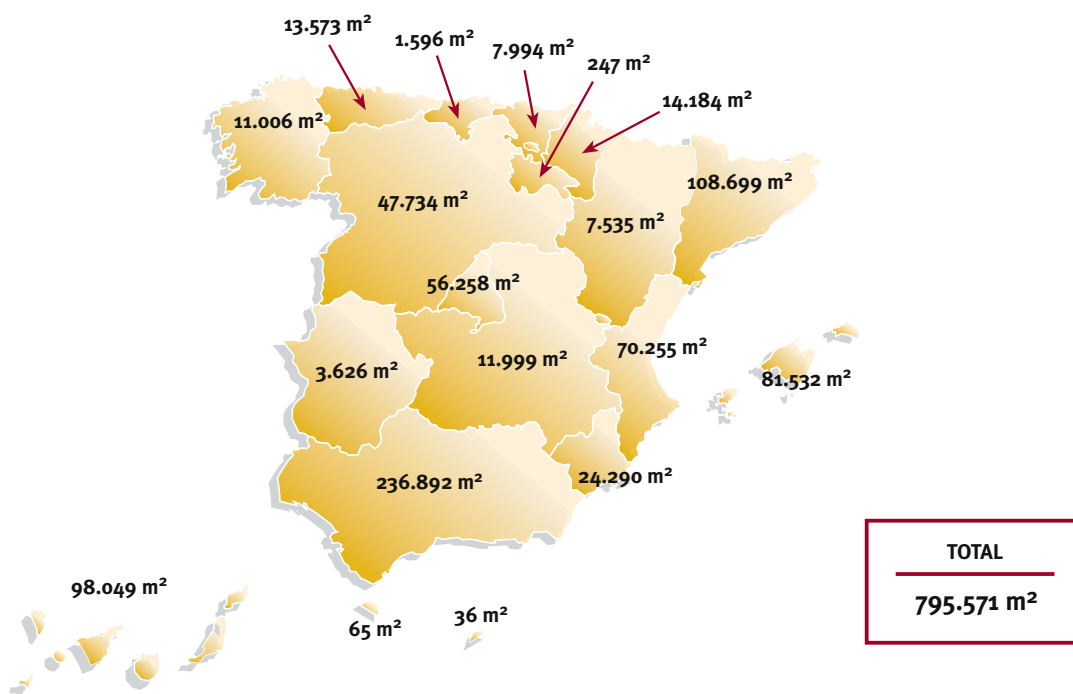 13.573 m²
1.596 m²
7.994 m²
247 m²
14.184 m²
11.006 m²
108.699 m²
47.734 m²
7.535 m²
56.258 m²
70.255 m²
11.999 m²
3.626 m²
81.532 m²
236.892 m²
24.290 m²
98.049 m²
65 m²
36 m²
TOTAL
795.571 m²